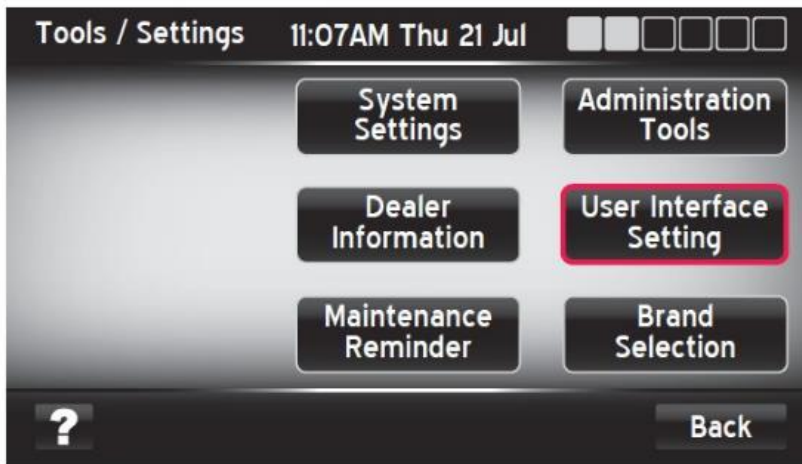 Tools / Settings 11:07AM Thu 21 Jul
System
Settings
Administration
Tools
Dealer
Information
User Interface
Setting
Maintenance
Reminder
Brand
Selection
? Back